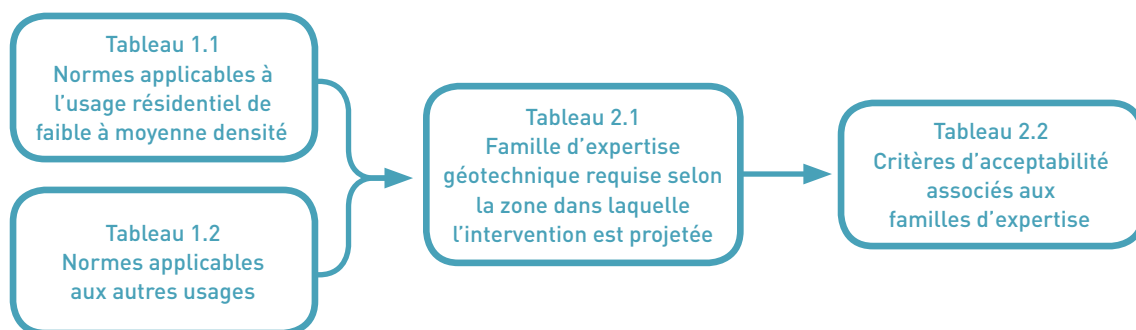 Tableau 1.1
Normes applicables à
l’usage résidentiel de
faible à moyenne densité
Tableau 1.2
Normes applicables
aux autres usages
Tableau 2.1
Famille d’expertise
géotechnique requise selon
la zone dans laquelle
l’intervention est projetée
Tableau 2.2
Critères d’acceptabilité
associés aux
familles d’expertise